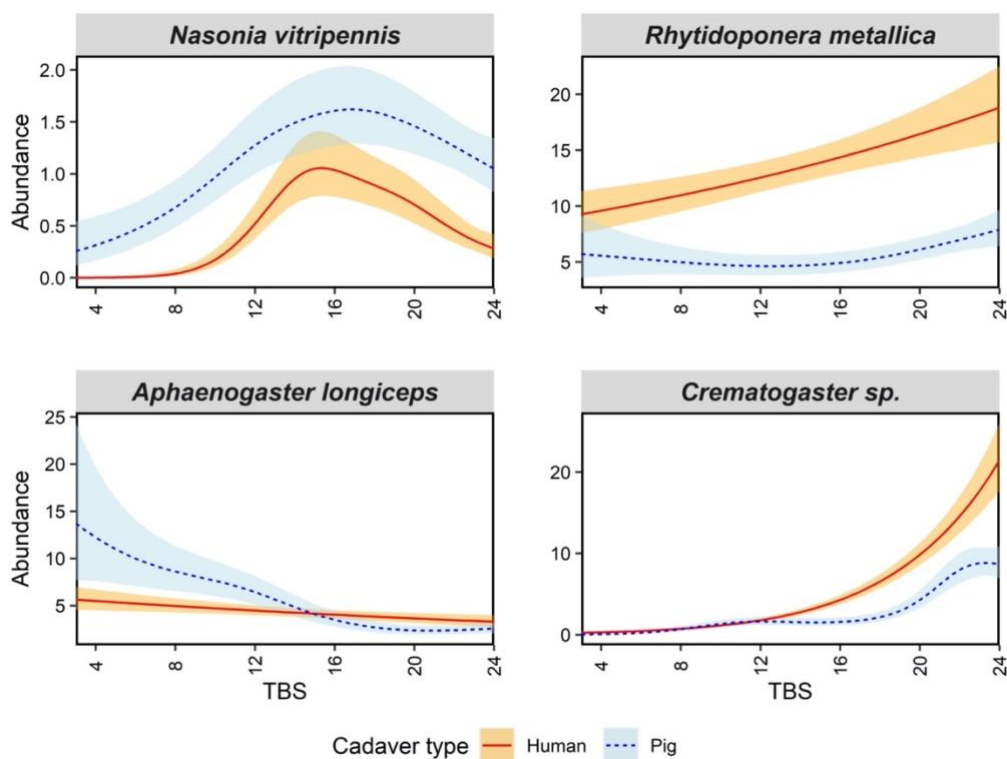 Nasonia vitripennis
Rhytidoponera metallica
Abundance
2.0
1.5
1.0
0.5
0.0
4 8 12 16 20 24
20
15
10
5
4 8 12 16 20 24
Aphaenogaster longiceps
Crematogaster sp.
Abundance
25
20
15
10
5
4 8 12 16 20 24
TBS
20
10
0
4 8 12 16 20 24
TBS
Cadaver type Human Pig